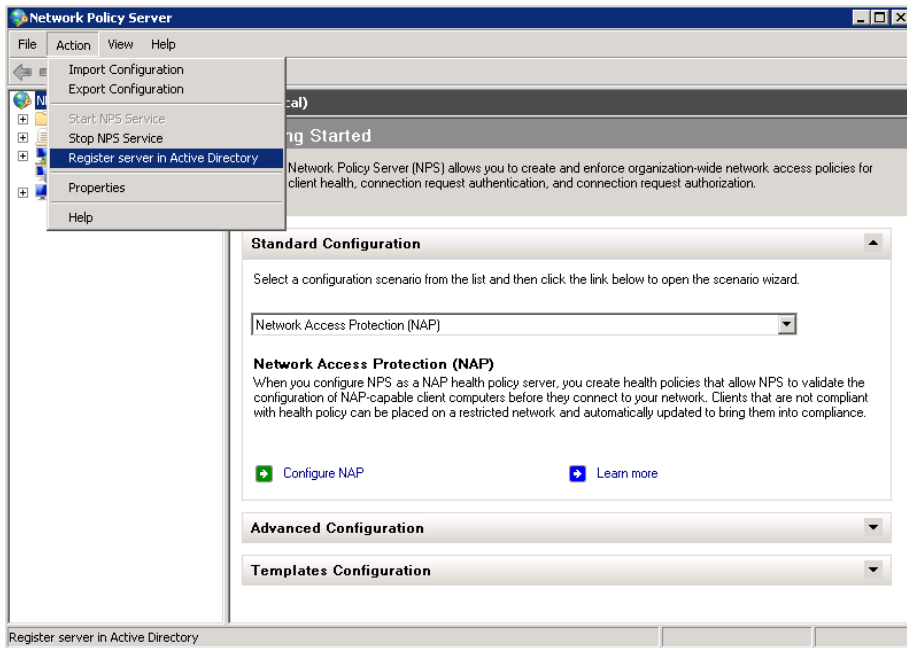 Network Policy Server
File Action View Help
Import Configuration
Export Configuration
Start NPS Service
Stop NPS Service
Register server in Active Directory
Properties
Help
Started
Network Policy Server (NPS) allows you to create and enforce organization-wide network access policies for
client health, connection request authentication, and connection request authorization.
Standard Configuration
Select a configuration scenario from the list and then click the link below to open the scenario wizard.
Network Access Protection (NAP)
Network Access Protection (NAP)
When you configure NPS as a NAP health policy server, you create health policies that allow NPS to validate the
configuration of NAP-capable client computers before they connect to your network. Clients that are not compliant
with health policy can be placed on a restricted network and automatically updated to bring them into compliance.
Configure NAP Learn more
Advanced Configuration
Templates Configuration
Register server in Active Directory